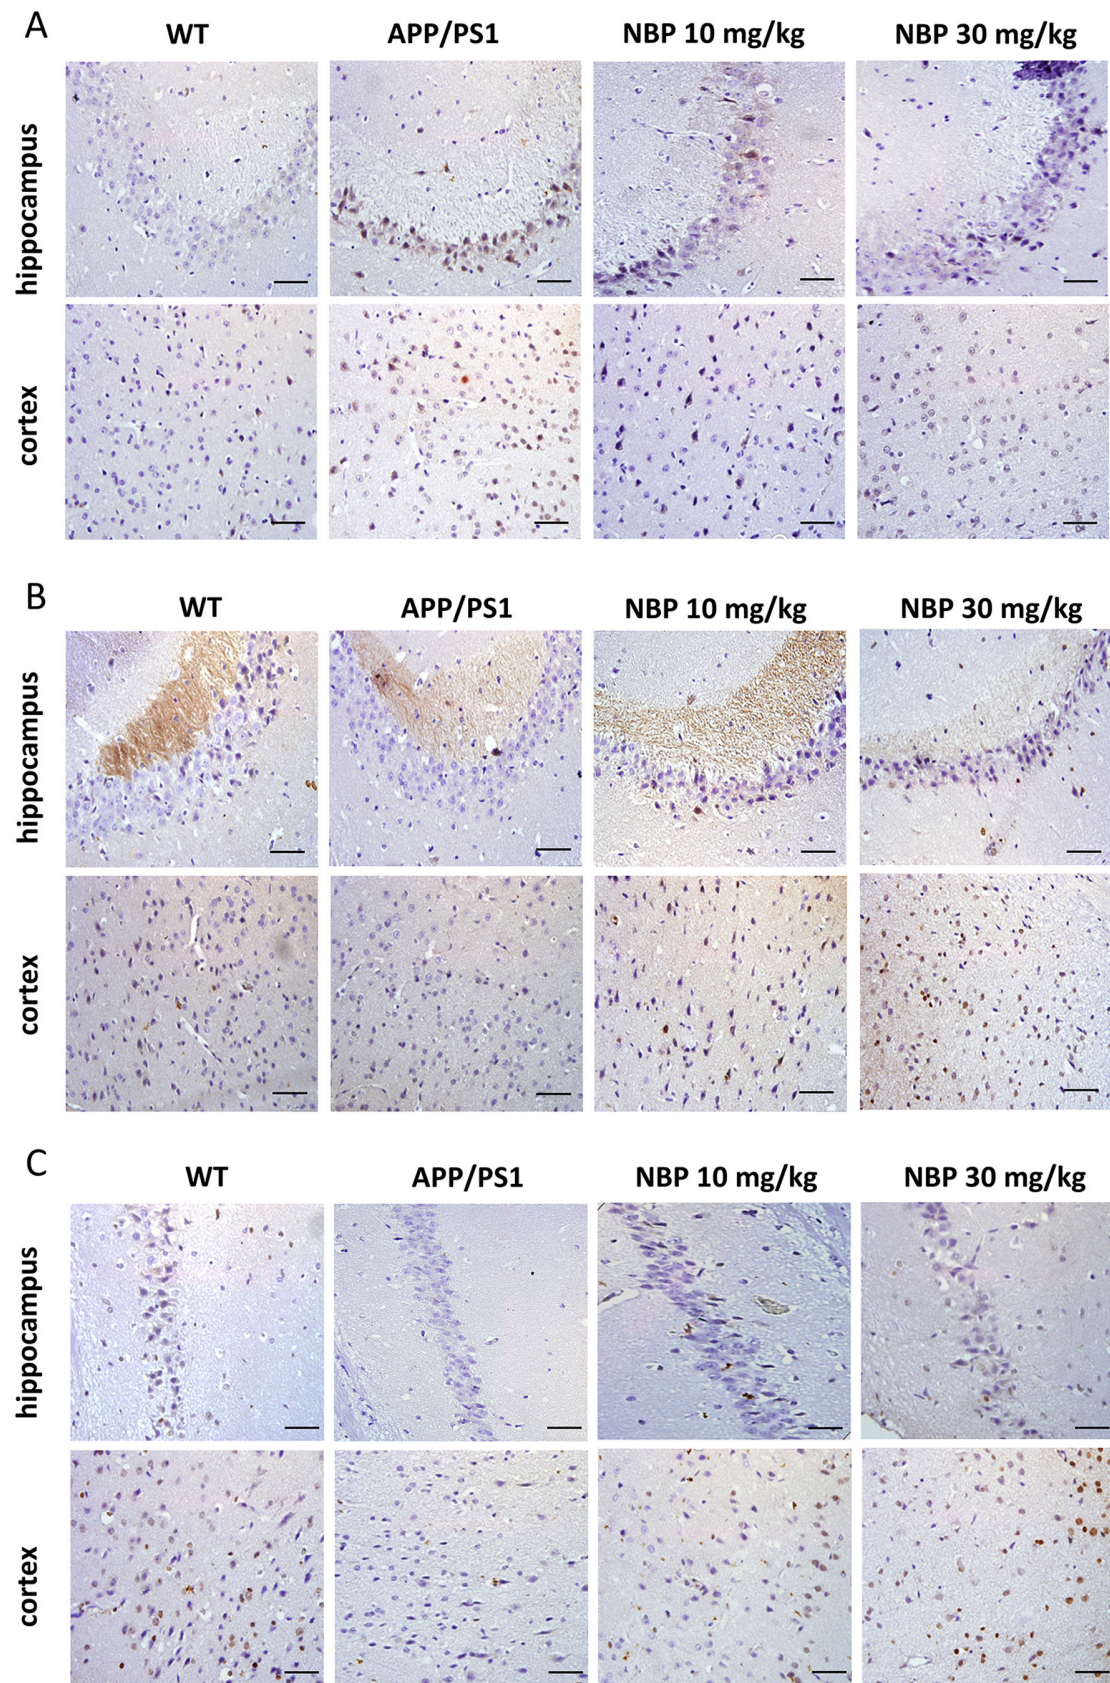 A
WT APP/PS1 NBP 10 mg/kg NBP 30 mg/kg
hippocampus
cortex
B
WT APP/PS1 NBP 10 mg/kg NBP 30 mg/kg
hippocampus
cortex
C
WT APP/PS1 NBP 10 mg/kg NBP 30 mg/kg
hippocampus
cortex